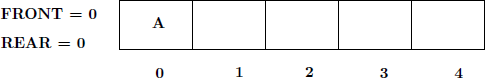 FRONT = 0
A
REAR = 0
0 1 2 3 4